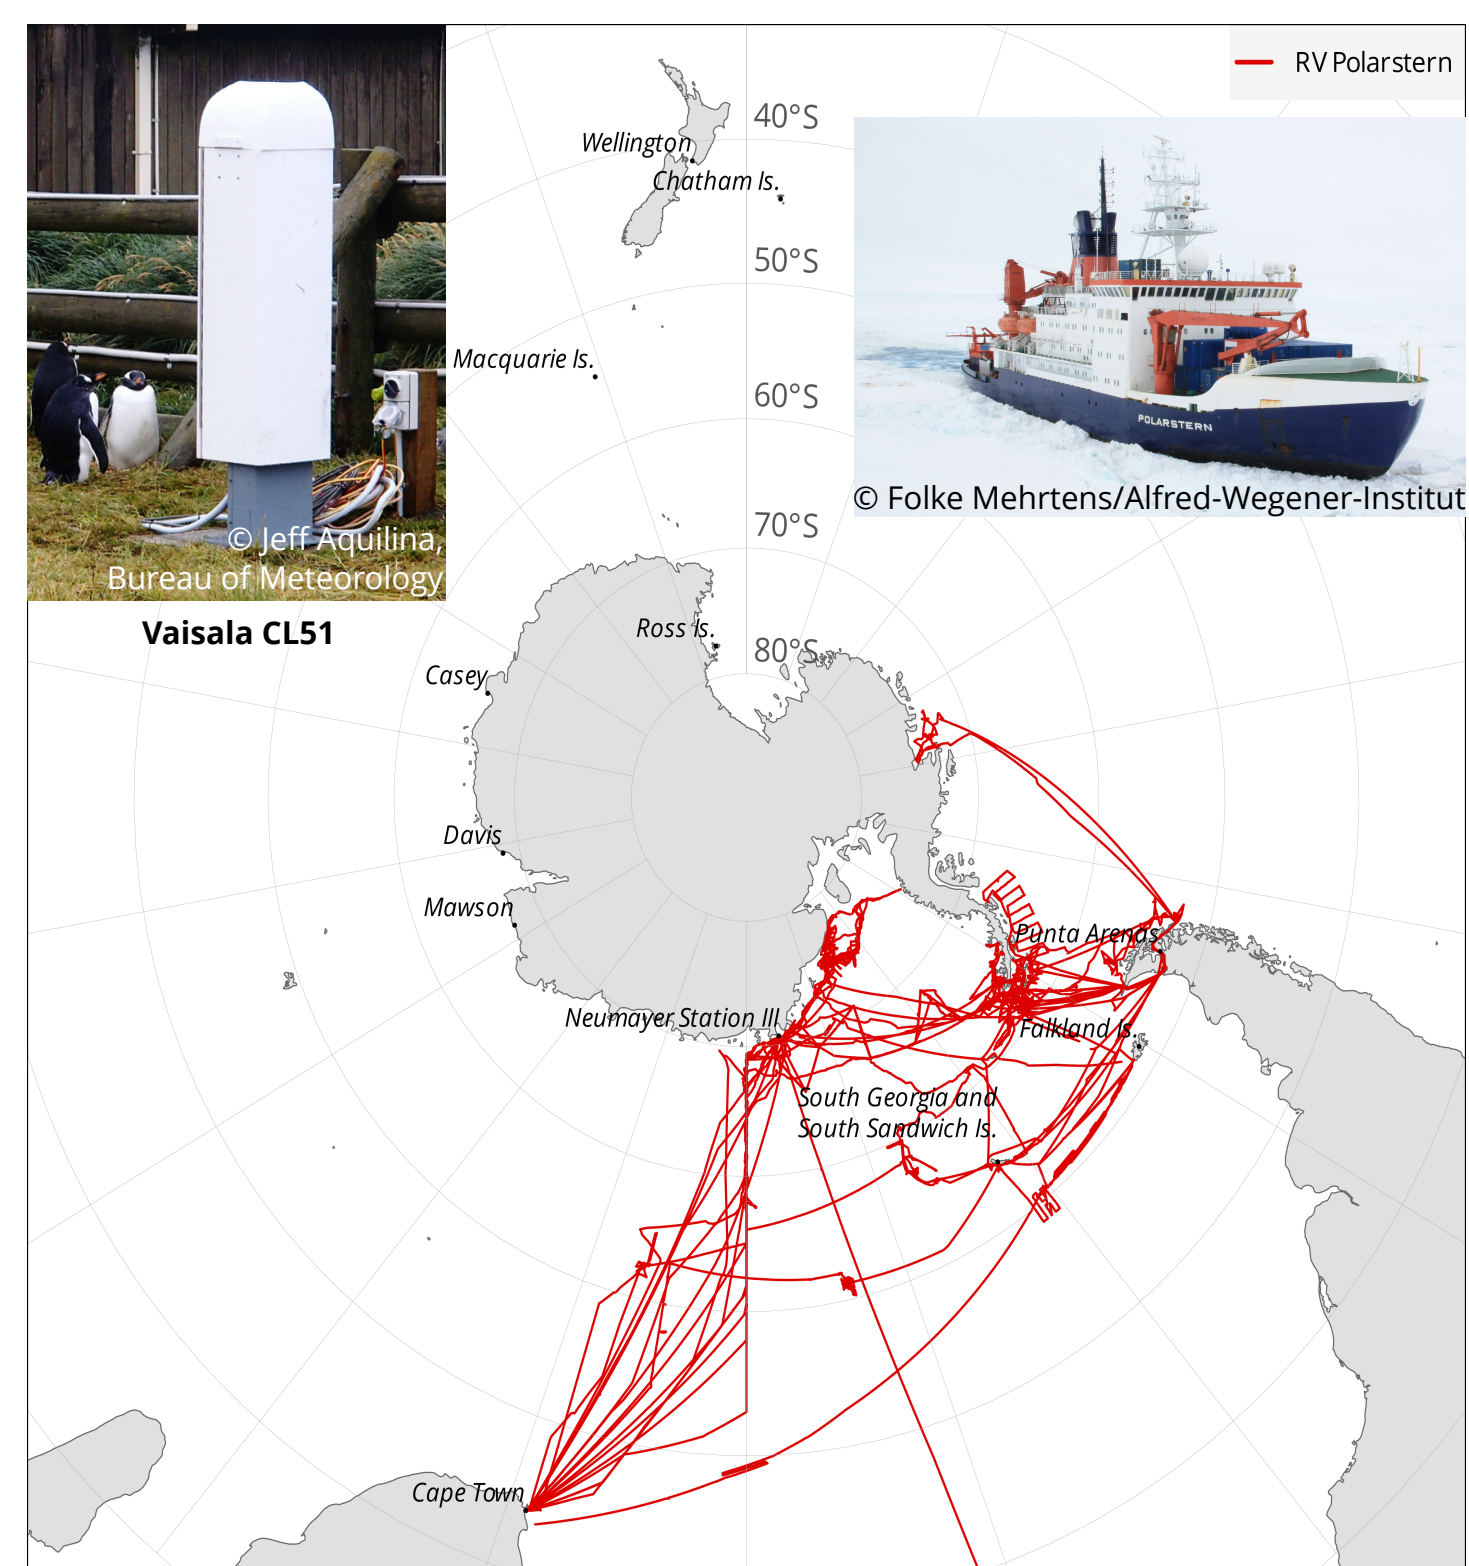 RV Polarstern
40°S
Wellington
Chatham Is.
50°S
Macquarie Is.
60°S
POLARSTERN
© Folke Mehrtens/Alfred-Wegener-Institut
70°S
© Jeff Aquilina,
Bureau of Meteorology
Vaisala CL51
Ross Is.
80°S
Casey
Davis
Mawson
Punta Arenas
Neumayer Station III
Falkland Is.
South Georgia and
South Sandwich Is.
Cape Town